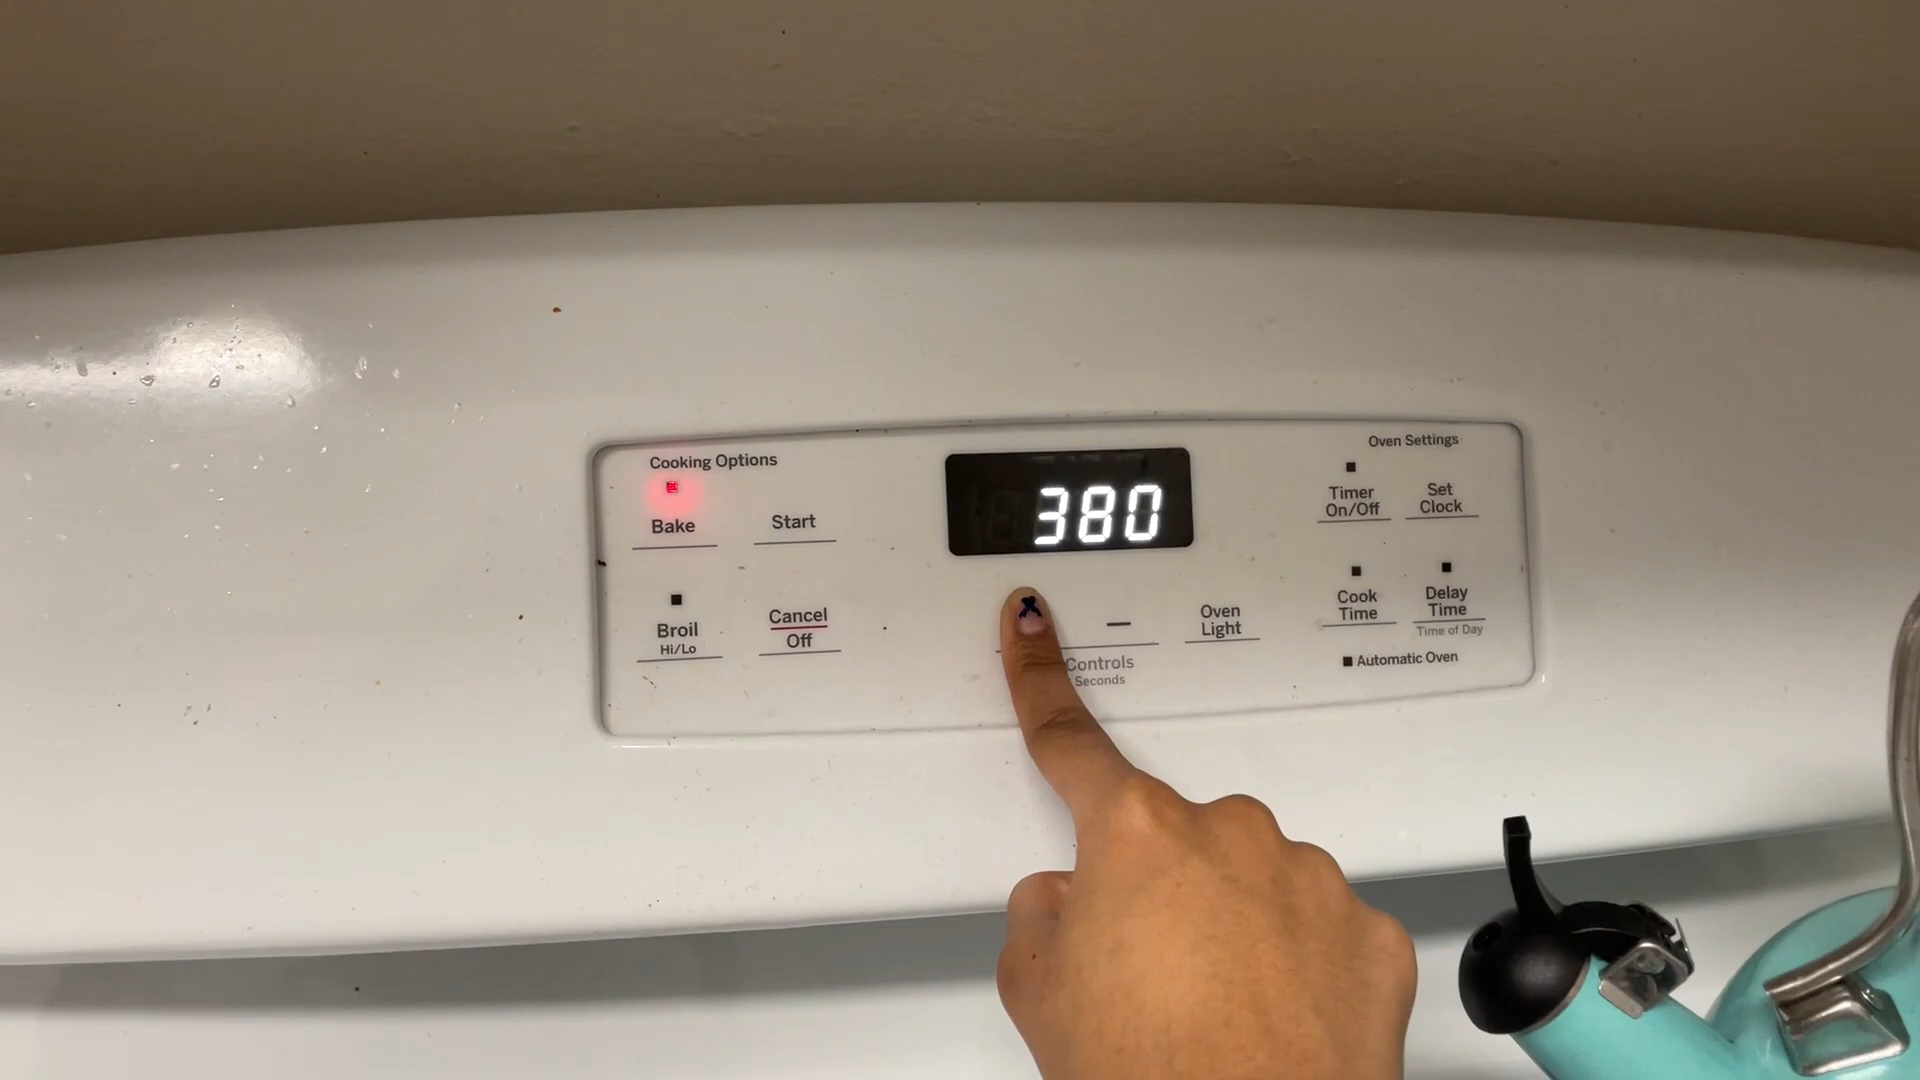 Cooking Options
Bake
Start
Broil
Hi/Lo
Cancel
Off
380
—
Controls
Seconds
Oven
Light
Oven Settings
Timer
On/Off
Set
Clock
Cook
Time
Delay
Time
Time of Day
Automatic Oven